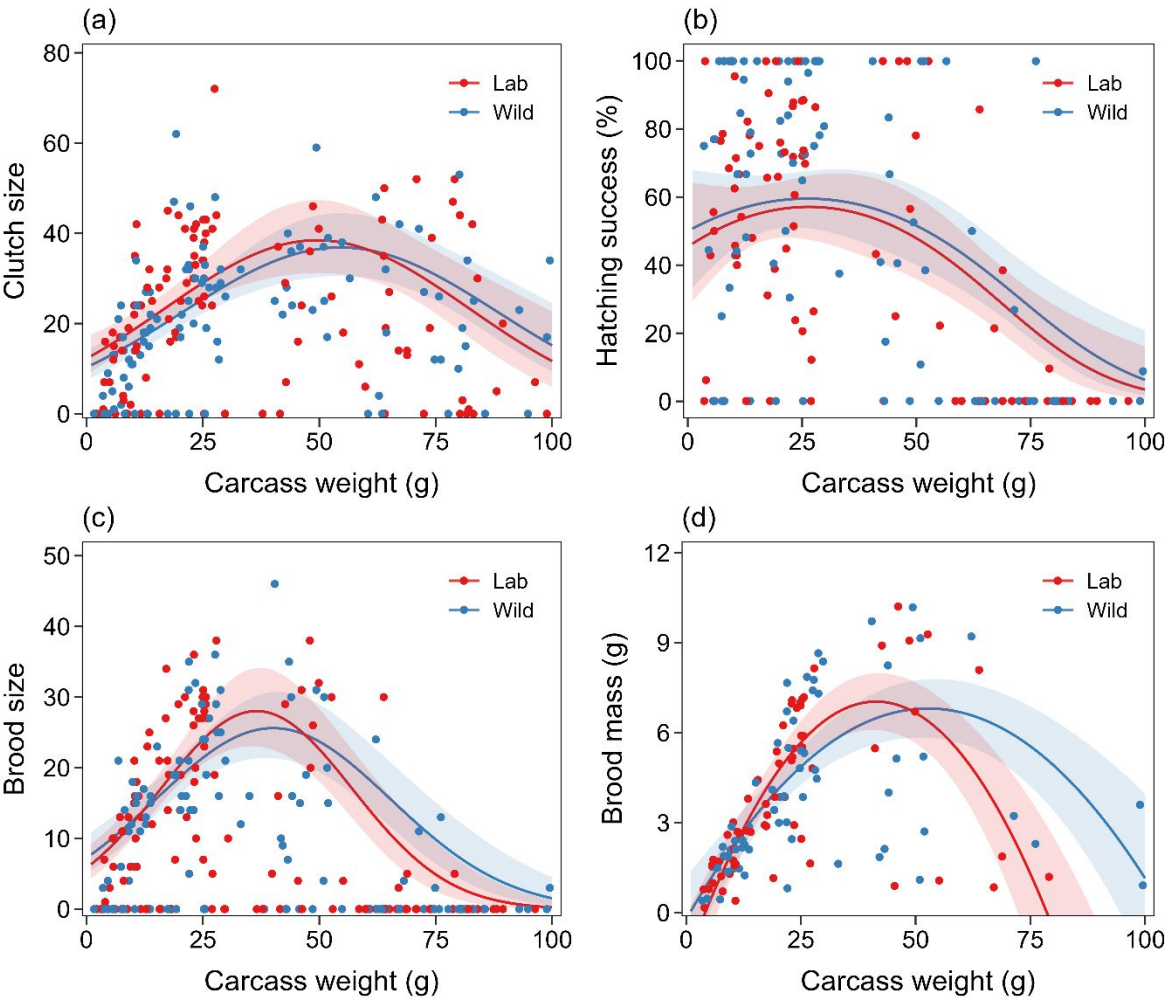 (a)
80
60
40
20
0
Clutch size
Lab
Wild
0 25 50 75 100
Carcass weight (g)
(b)
100
80
60
40
20
0
Hatching success (%)
Lab
Wild
0 25 50 75 100
Carcass weight (g)
(c)
50
40
30
20
10
0
Brood size
Lab
Wild
0 25 50 75 100
Carcass weight (g)
(d)
12
9
6
3
0
Brood mass (g)
Lab
Wild
0 25 50 75 100
Carcass weight (g)